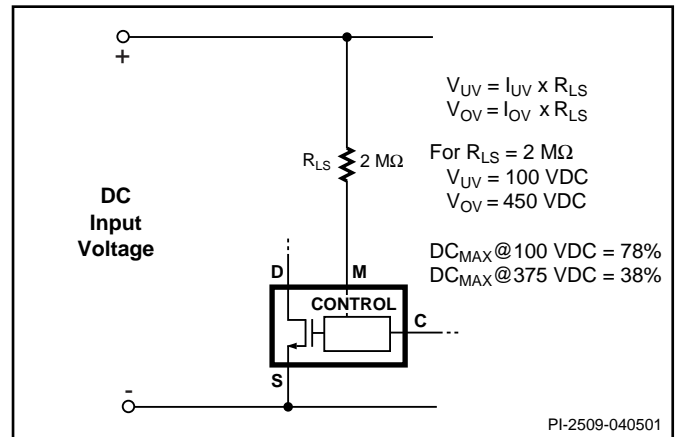 +
V_UV = I_UV x R_LS
V_OV = I_OV x R_LS
R_LS 2 MΩ
For R_LS = 2 MΩ
V_UV = 100 VDC
V_OV = 450 VDC
DC
Input
Voltage
DC_MAX@100 VDC = 78%
DC_MAX@375 VDC = 38%
D
M
CONTROL
C
S
-
PI-2509-040501